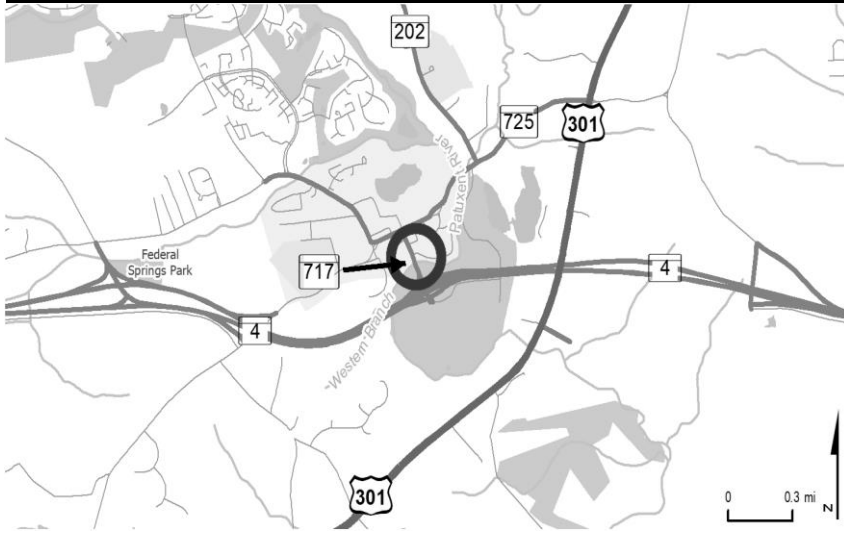 202
725
301
Patuxent River
Federal
Springs Park
717
4
4
Western Branch
301
0 0.3 mi
N